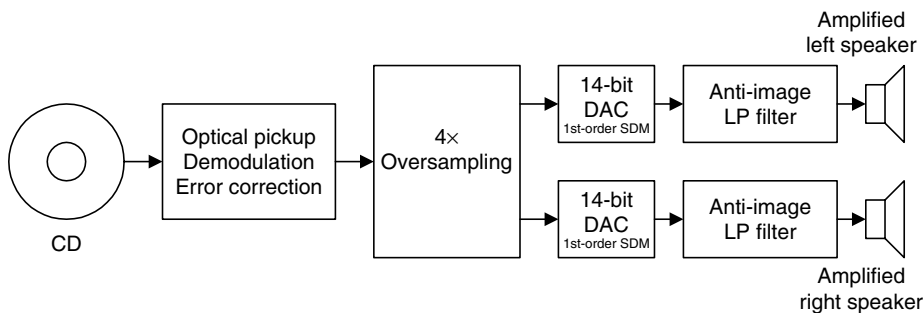 Amplified
left speaker
14-bit
DAC
1st-order SDM
Anti-image
LP filter
Optical pickup
Demodulation
Error correction
4×
Oversampling
14-bit
DAC
1st-order SDM
Anti-image
LP filter
CD
Amplified
right speaker